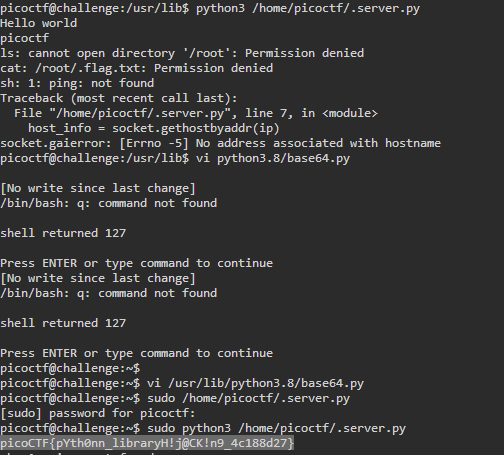 picoctf@challenge:/usr/lib$ python3 /home/picoctf/.server.py
Hello world
picoctf
ls: cannot open directory '/root': Permission denied
cat: /root/.flag.txt: Permission denied
sh: 1: ping: not found
Traceback (most recent call last):
  File "/home/picoctf/.server.py", line 7, in <module>
    host_info = socket.gethostbyaddr(ip)
socket.gaierror: [Errno -5] No address associated with hostname
picoctf@challenge:/usr/lib$ vi python3.8/base64.py
[No write since last change]
/bin/bash: q: command not found
shell returned 127
Press ENTER or type command to continue
[No write since last change]
/bin/bash: q: command not found
shell returned 127
Press ENTER or type command to continue
picoctf@challenge:~$
picoctf@challenge:~$ vi /usr/lib/python3.8/base64.py
picoctf@challenge:~$ sudo /home/picoctf/.server.py
[sudo] password for picoctf:
picoctf@challenge:~$ sudo python3 /home/picoctf/.server.py
picoCTF{pYth0nn_libraryH!j@CK!n9_4c188d27}